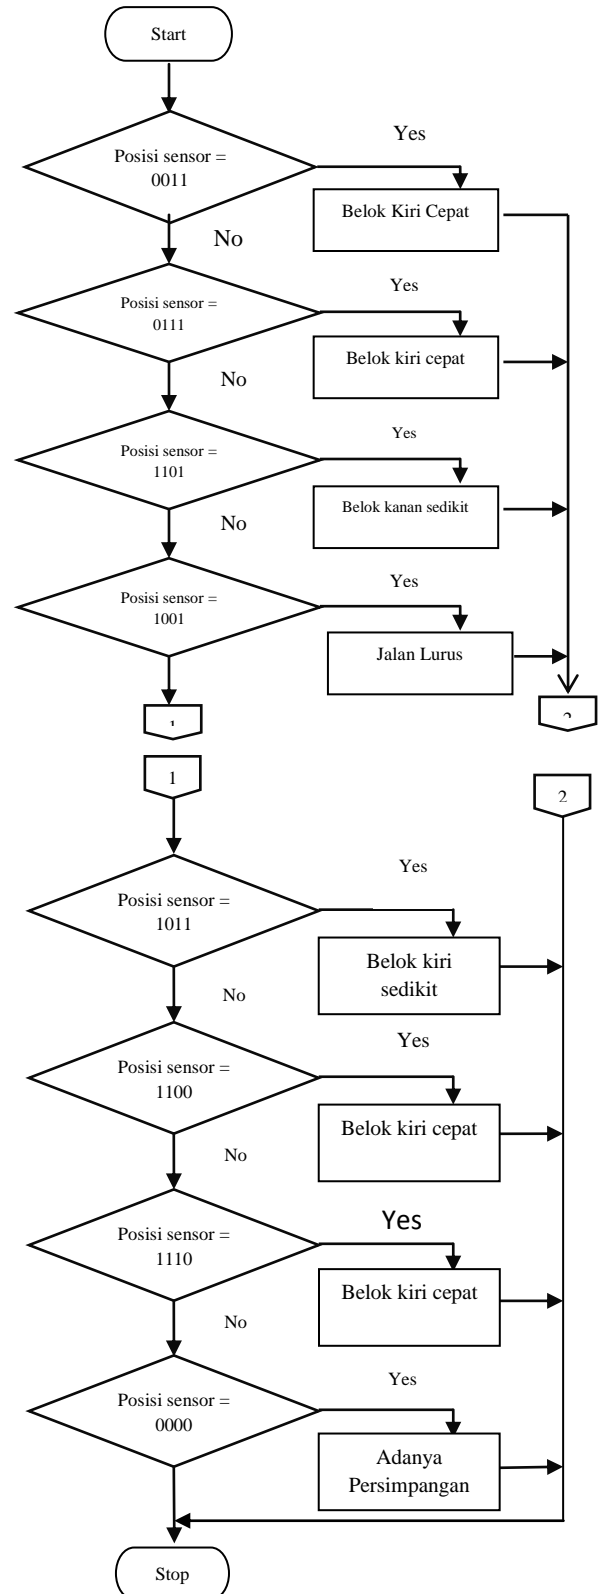 Start
Posisi sensor =
0011
Yes
Belok Kiri Cepat
No
Posisi sensor =
0111
Yes
Belok kiri cepat
No
Posisi sensor =
1101
Yes
Belok kanan sedikit
No
Posisi sensor =
1001
Yes
Jalan Lurus
1
2
Posisi sensor =
1011
Yes
Belok kiri
sedikit
No
Posisi sensor =
1100
Yes
Belok kiri cepat
No
Posisi sensor =
1110
Yes
Belok kiri cepat
No
Posisi sensor =
0000
Yes
Adanya
Persimpangan
Stop